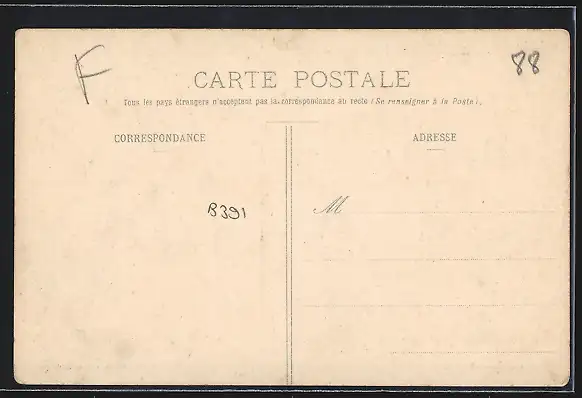 F
88
CARTE POSTALE
Tous les pays étrangers n'acceptent pas la correspondance au recto (Se renseigner à la Poste).
CORRESPONDANCE
ADRESSE
B391
M